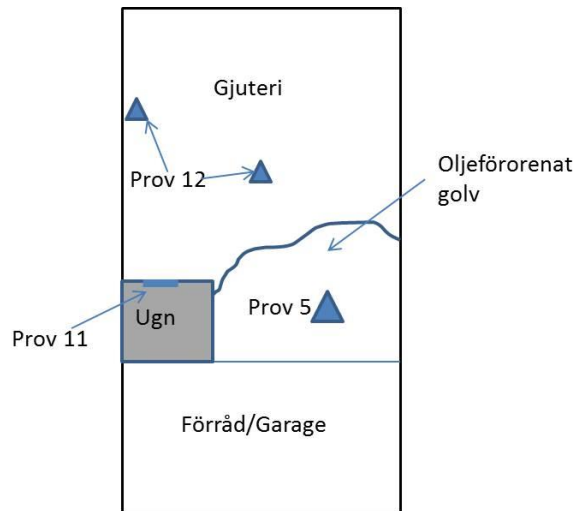 Gjuteri
Prov 12
Oljeförorenat
golv
Prov 5
Ugn
Prov 11
Förråd/Garage